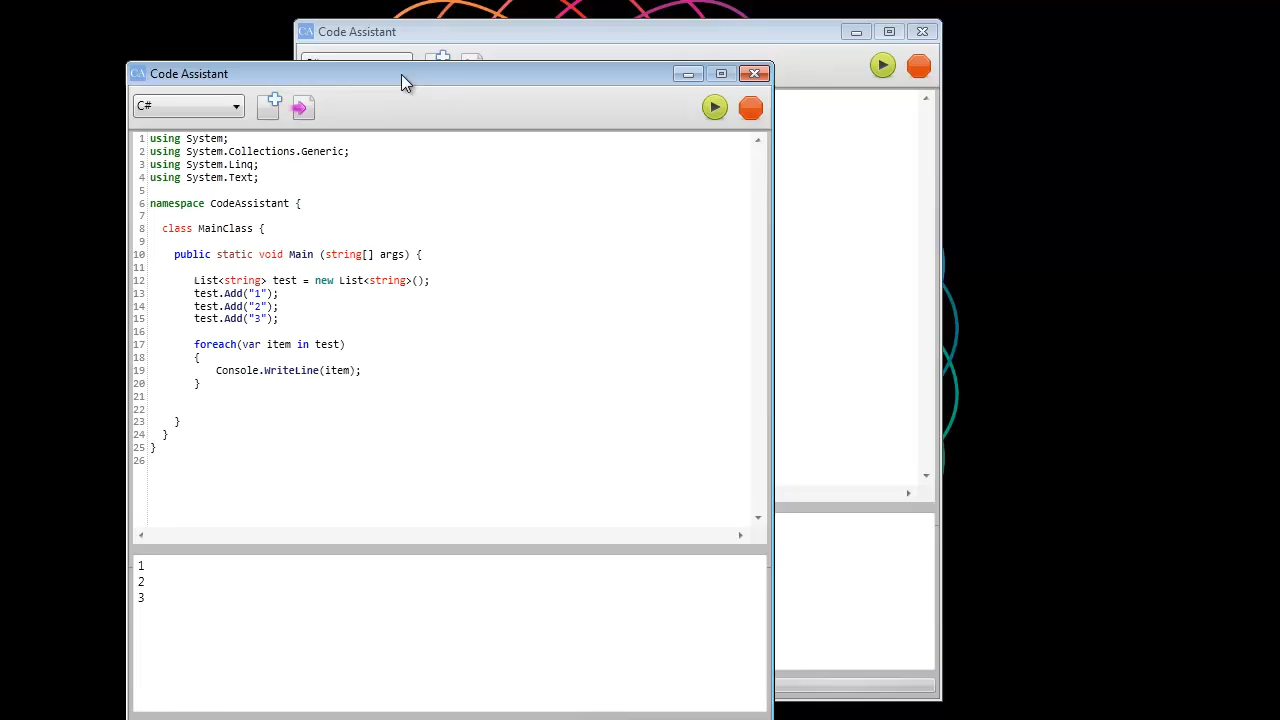 CA Code Assistant
CA Code Assistant
C#
1 using System;
2 using System.Collections.Generic;
3 using System.Linq;
4 using System.Text;
5
6 namespace CodeAssistant {
7
8 class MainClass {
9
10 public static void Main (string[] args) {
11
12 List<string> test = new List<string>();
13 test.Add("1");
14 test.Add("2");
15 test.Add("3");
16
17 foreach(var item in test)
18 {
19 Console.WriteLine(item);
20 }
21
22
23 }
24 }
25 }
26
1
2
3